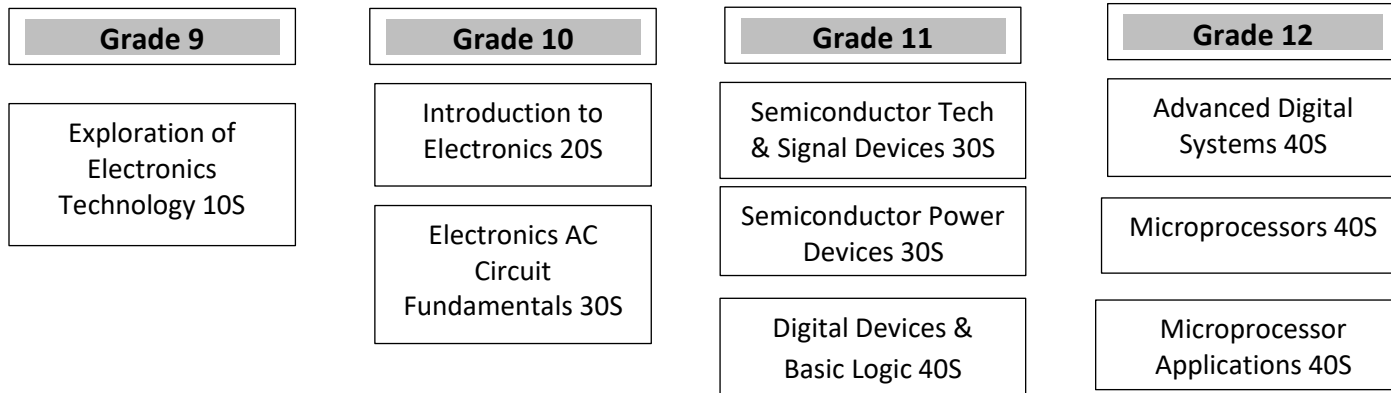 Grade 9
Exploration of
Electronics
Technology 10S
Grade 10
Introduction to
Electronics 20S
Electronics AC
Circuit
Fundamentals 30S
Grade 11
Semiconductor Tech
& Signal Devices 30S
Semiconductor Power
Devices 30S
Digital Devices &
Basic Logic 40S
Grade 12
Advanced Digital
Systems 40S
Microprocessors 40S
Microprocessor
Applications 40S